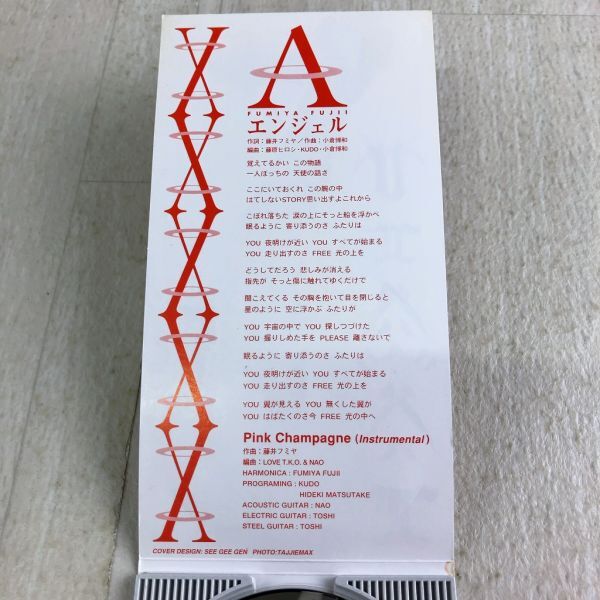 A
FUMIYA FUJII
エンジェル
作詞：藤井フミヤ／作曲：小倉博和
編曲：藤原ヒロシ・KUDO・小倉博和
覚えてるかい この物語
一人ぼっちの 天使の話さ
ここにいておくれ この胸の中
はてしないSTORY思い出すよこれから
こぼれ落ちた 涙の上にそっと船を浮かべ
眠るように 寄り添うのさ ふたりは
YOU 夜明けが近い YOU すべてが始まる
YOU 走り出すのさ FREE 光の上を
どうしてだろう 悲しみが消える
指先が そっと傷に触れてゆくだけで
聞こえてくる その胸を抱いて目を閉じると
星のように 空に浮かぶ ふたりが
YOU 宇宙の中で YOU 探しつづけた
YOU 握りしめた手を PLEASE 離さないで
眠るように 寄り添うのさ ふたりは
YOU 夜明けが近い YOU すべてが始まる
YOU 走り出すのさ FREE 光の上を
YOU 翼が見える YOU 無くした翼が
YOU はばたくのさ今 FREE 光の中へ
Pink Champagne (Instrumental)
作曲：藤井フミヤ
編曲：LOVE T.K.O. & NAO
HARMONICA : FUMIYA FUJII
PROGRAMING : KUDO
HIDEKI MATSUTAKE
ACOUSTIC GUITAR : NAO
ELECTRIC GUITAR : TOSHI
STEEL GUITAR : TOSHI
COVER DESIGN: SEE GEE GEN PHOTO:TAJJIEMAX